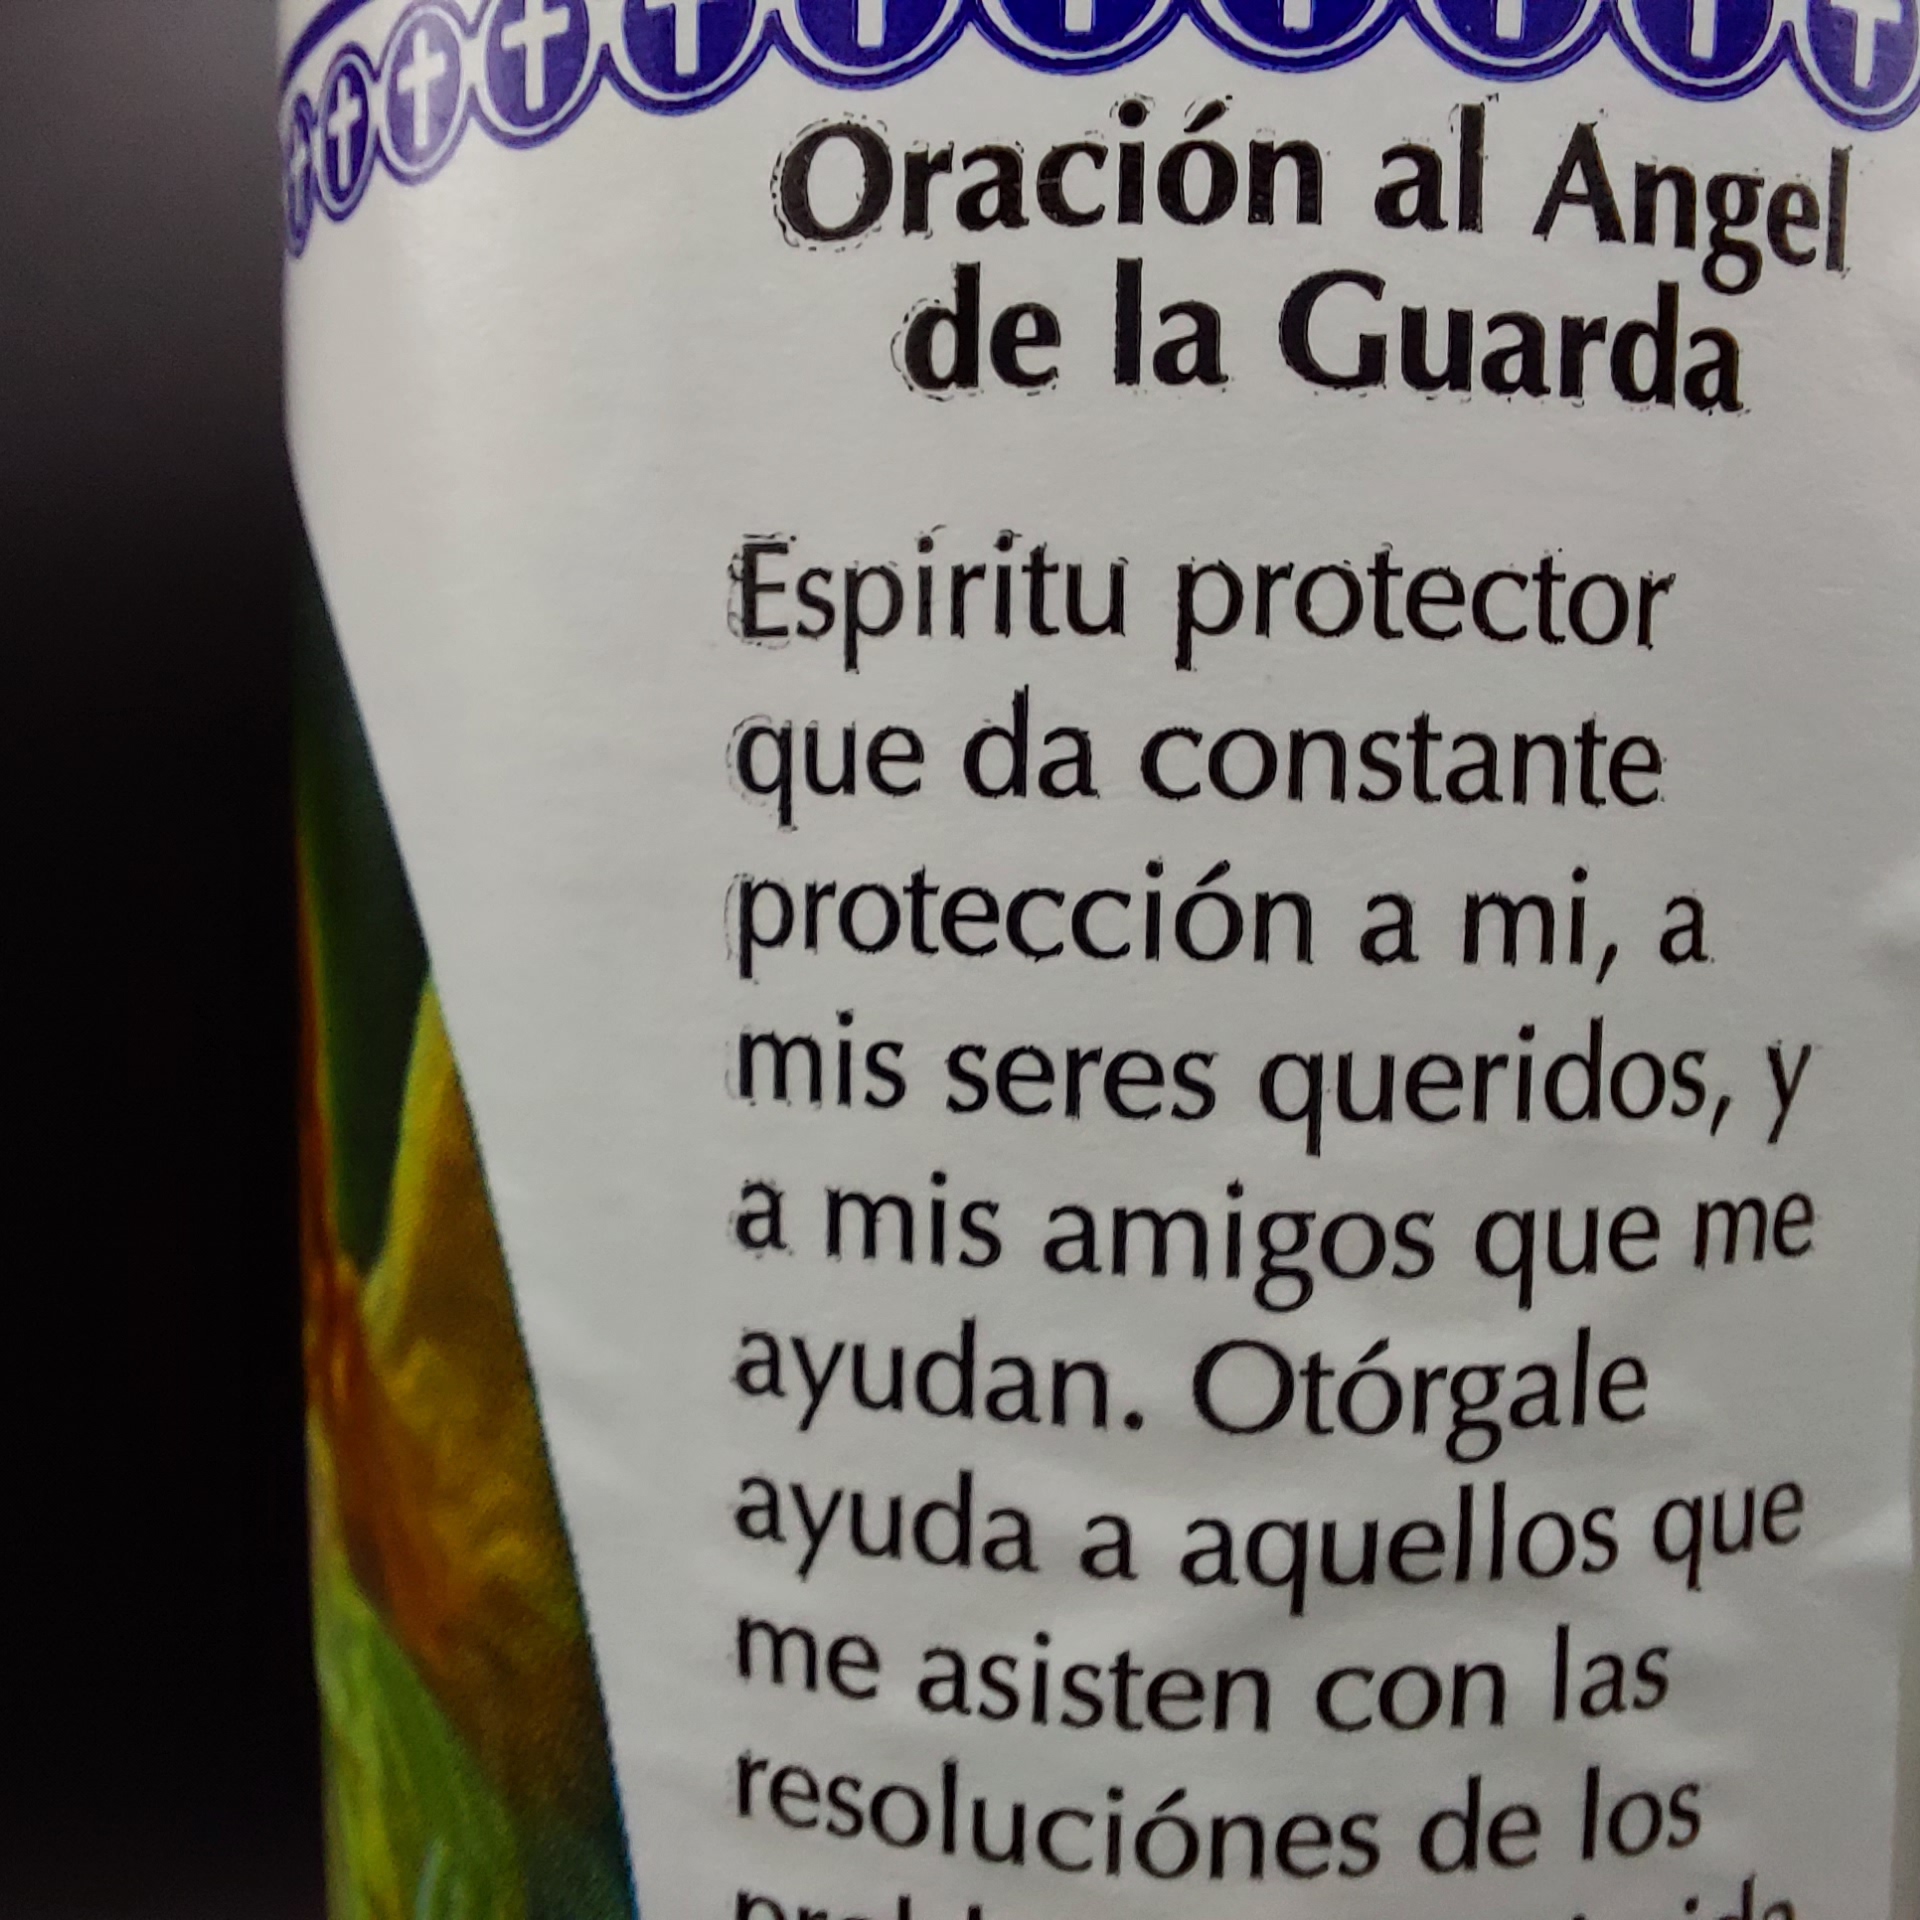 Oración al Angel
de la Guarda
Espíritu protector
que da constante
protección a mi, a
mis seres queridos, y
a mis amigos que me
ayudan. Otórgale
ayuda a aquellos que
me asisten con las
resoluciónes de los